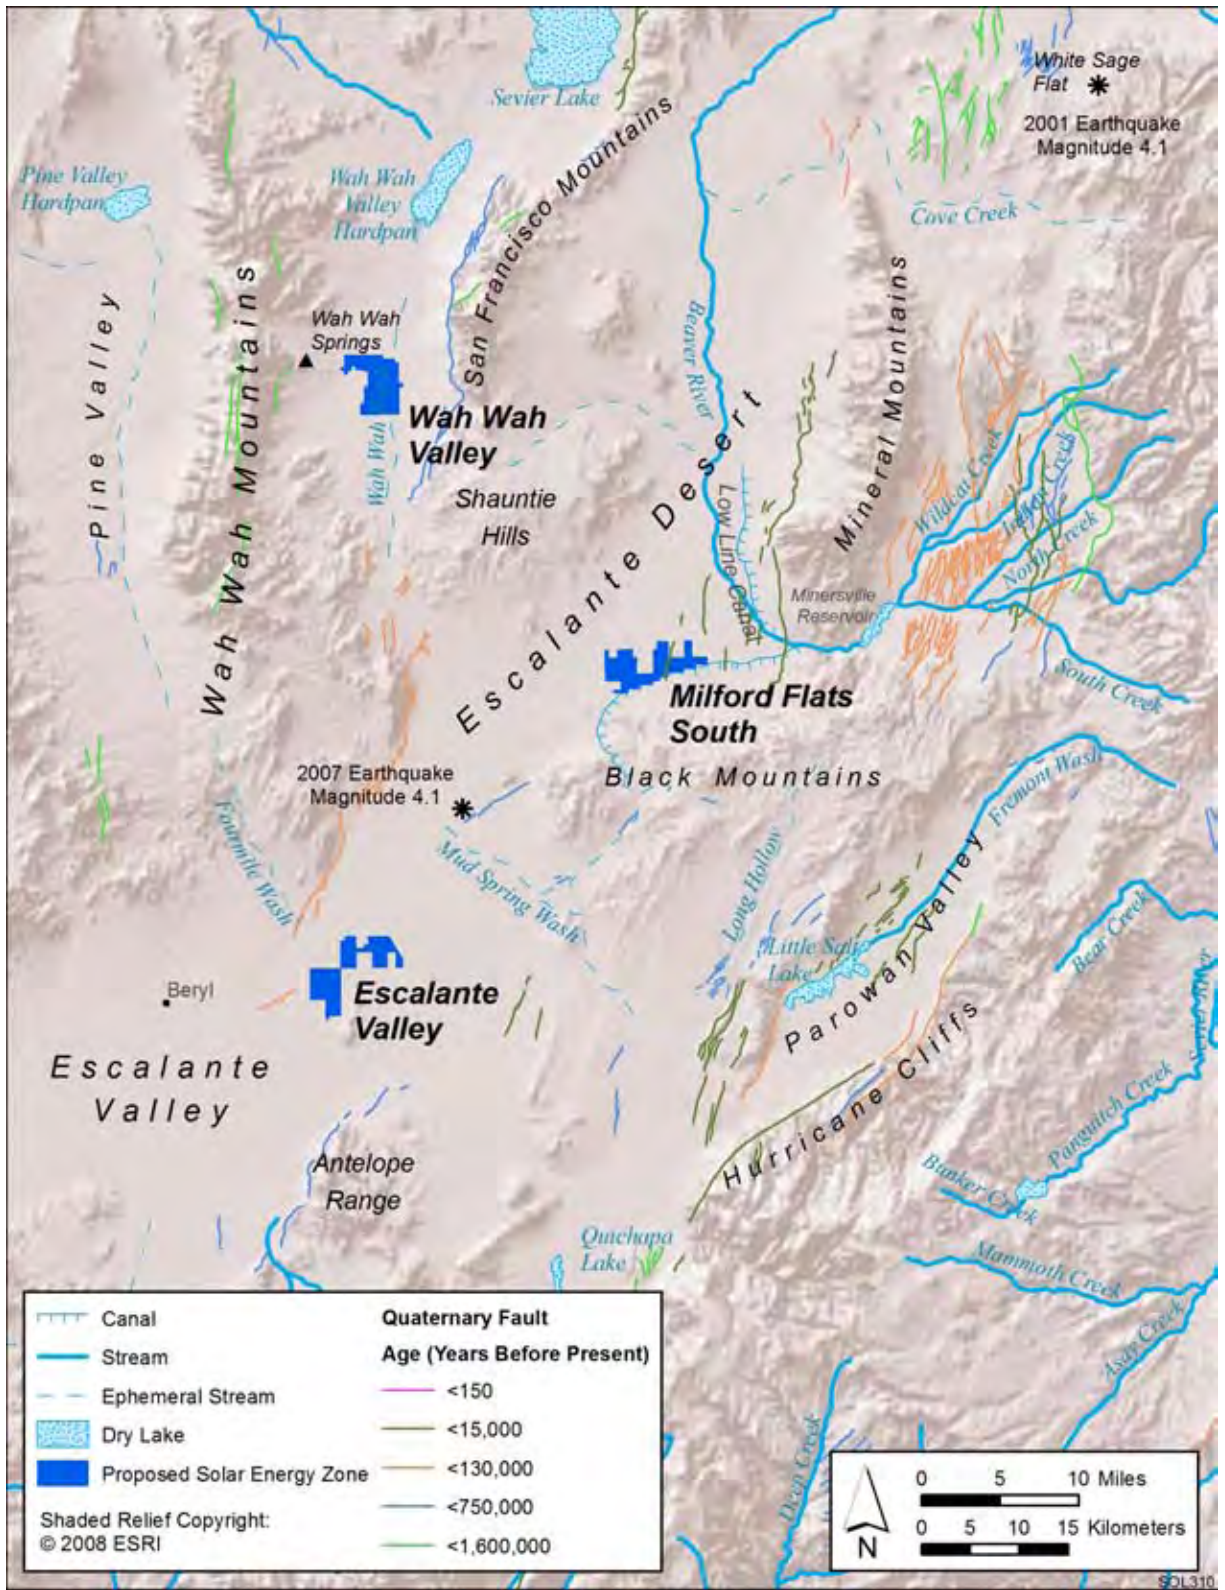 White Sage
Flat
2001 Earthquake
Magnitude 4.1
Sevier Lake
Pine Valley
Hardpan
Wah Wah
Valley
Hardpan
San Francisco Mountains
Cove Creek
Pine Valley
Wah Wah Mountains
Wah Wah
Springs
Beaver River
Mineral Mountains
Wah Wah
Valley
Wah Wah
Shauntie
Hills
Escalante Desert
Low Line Canal
Wildcat Creek
Indian Creek
North Creek
Minersville
Reservoir
South Creek
Milford Flats
South
Black Mountains
2007 Earthquake
Magnitude 4.1
Fourmile Wash
Mud Spring Wash
Fremont Wash
Long Hollow
Little Salt
Lake
Parowan Valley
Bear Creek
Sevier River
Beryl
Escalante
Valley
Escalante
Valley
Hurricane Cliffs
Panguitch Creek
Bunker Creek
Antelope
Range
Quichapa
Lake
Mammoth Creek
Asay Creek
Deep Creek
Canal
Stream
Ephemeral Stream
Dry Lake
Proposed Solar Energy Zone
Shaded Relief Copyright:
© 2008 ESRI
Quaternary Fault
Age (Years Before Present)
<150
<15,000
<130,000
<750,000
<1,600,000
N
0 5 10 Miles
0 5 10 15 Kilometers
SOL310